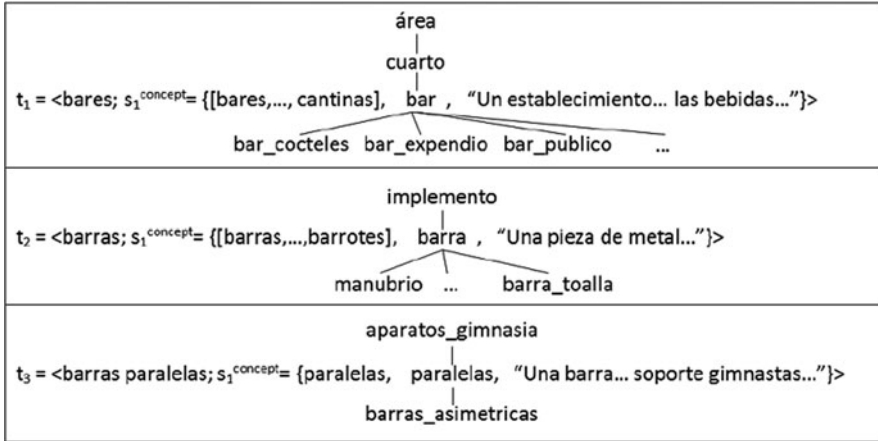 área
cuarto
t₁ = <bares; s₁ᶜᵒⁿᶜᵉᵖᵗ= {[bares,..., cantinas], bar , “Un establecimiento... las bebidas...”}>
bar_cocteles bar_expendio bar_publico ...
implemento
t₂ = <barras; s₁ᶜᵒⁿᶜᵉᵖᵗ= {[barras,...,barrotes], barra , “Una pieza de metal...”}>
manubrio ... barra_toalla
aparatos_gimnasia
t₃ = <barras paralelas; s₁ᶜᵒⁿᶜᵉᵖᵗ= {paralelas, paralelas, “Una barra... soporte gimnastas...”}>
barras_asimetricas